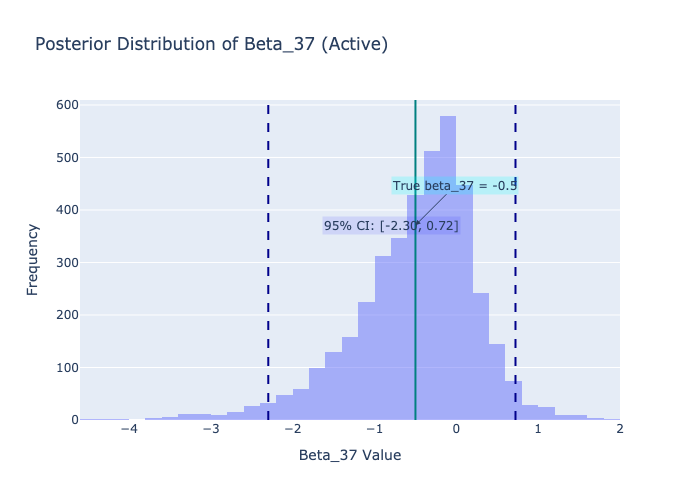 Posterior Distribution of Beta_37 (Active)
600
500
400
300
200
100
0
Frequency
True beta_37 = -0.5
95% CI: [-2.30, 0.72]
−4
−3
−2
−1
0
1
2
Beta_37 Value